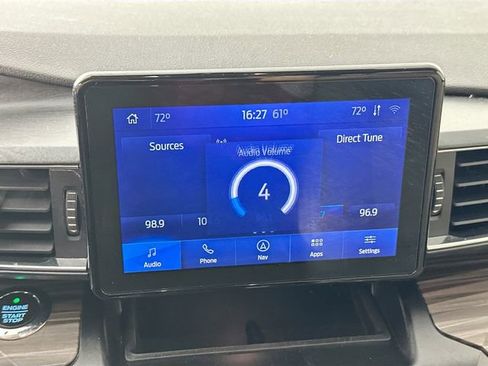 72° 16:27 61° 72°
Sources Direct Tune
Audio Volume
4
98.9 10 7 96.9
Audio Phone Nav Apps Settings
ENGINE
START
STOP